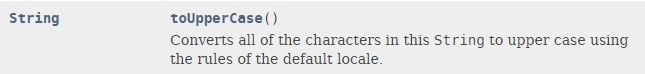 String toUpperCase()
Converts all of the characters in this String to upper case using
the rules of the default locale.